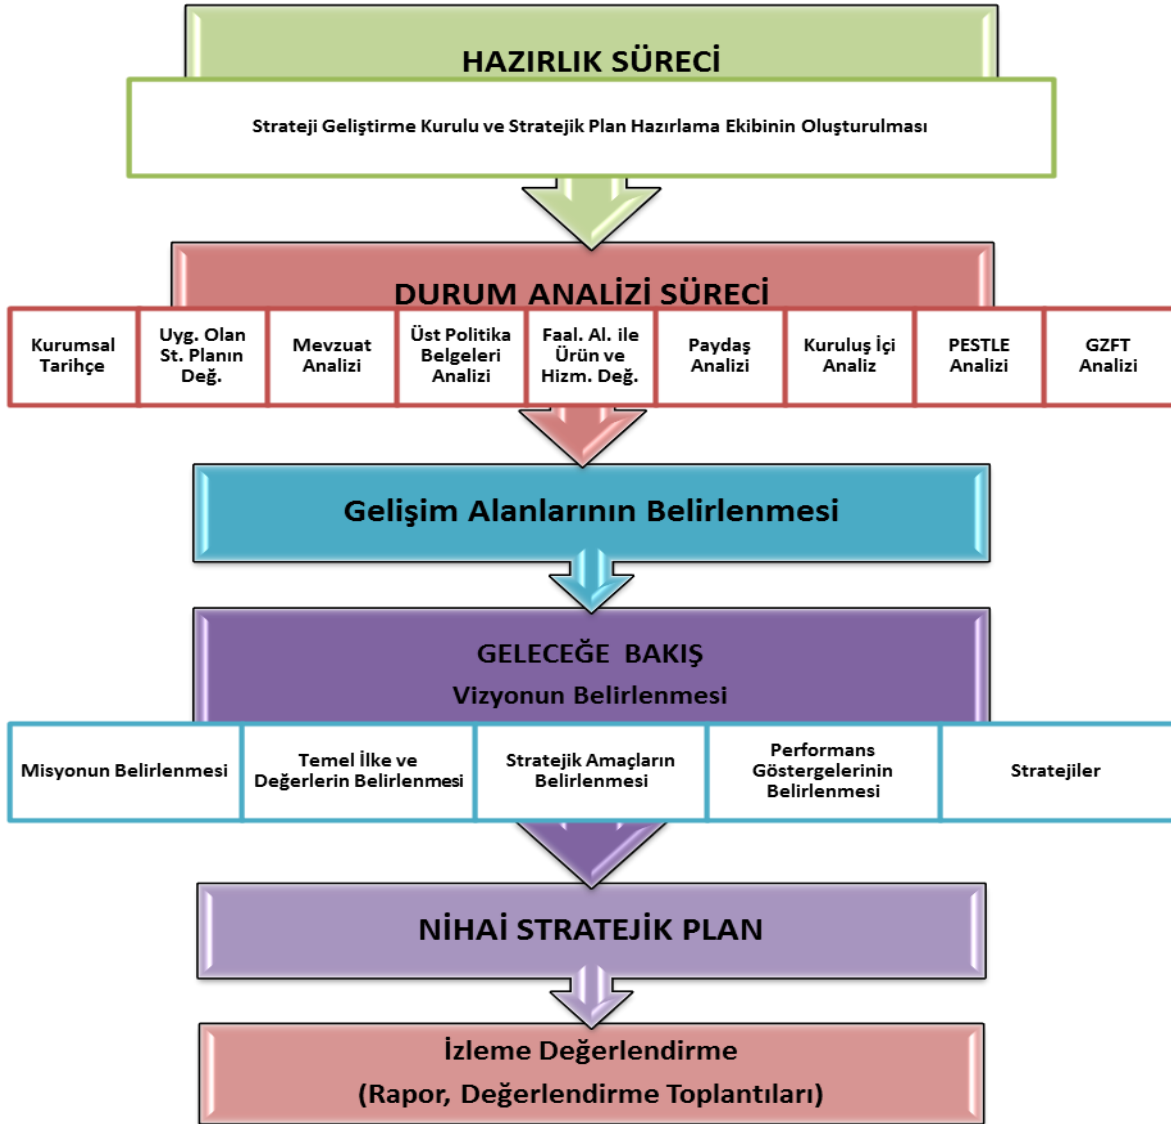 HAZIRLIK SÜRECİ
Strateji Geliştirme Kurulu ve Stratejik Plan Hazırlama Ekibinin Oluşturulması
DURUM ANALİZİ SÜRECİ
Kurumsal
Tarihçe
Uyg. Olan
St. Planın
Değ.
Mevzuat
Analizi
Üst Politika
Belgeleri
Analizi
Faal. Al. ile
Ürün ve
Hizm. Değ.
Paydaş
Analizi
Kuruluş İçi
Analiz
PESTLE
Analizi
GZFT
Analizi
Gelişim Alanlarının Belirlenmesi
GELECEĞE BAKIŞ
Vizyonun Belirlenmesi
Misyonun Belirlenmesi
Temel İlke ve
Değerlerin Belirlenmesi
Stratejik Amaçların
Belirlenmesi
Performans
Göstergelerinin
Belirlenmesi
Stratejiler
NİHAİ STRATEJİK PLAN
İzleme Değerlendirme
(Rapor, Değerlendirme Toplantıları)